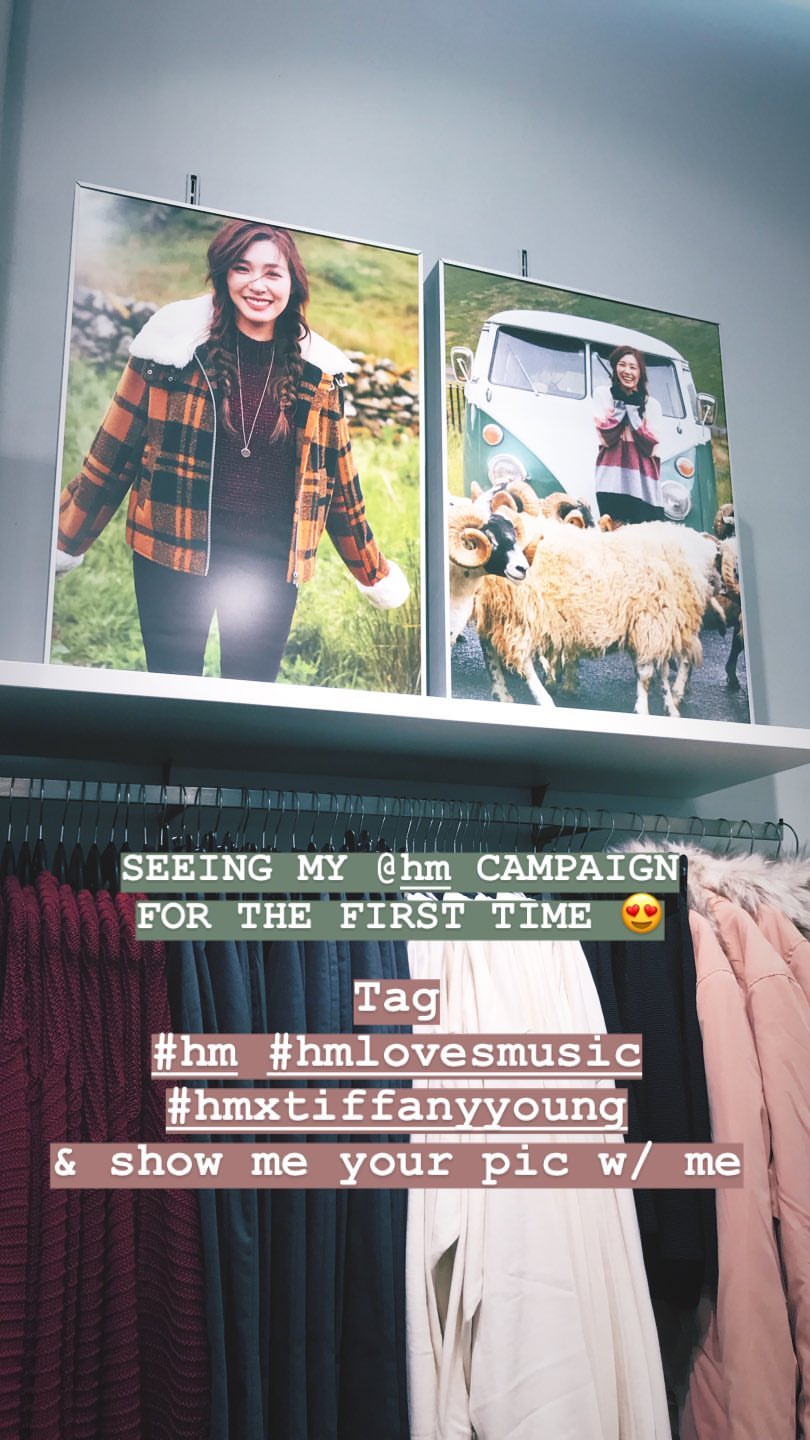 SEEING MY @hm CAMPAIGN
FOR THE FIRST TIME 😍
Tag
#hm #hmlovesmusic
#hmxtiffanyyoung
& show me your pic w/ me